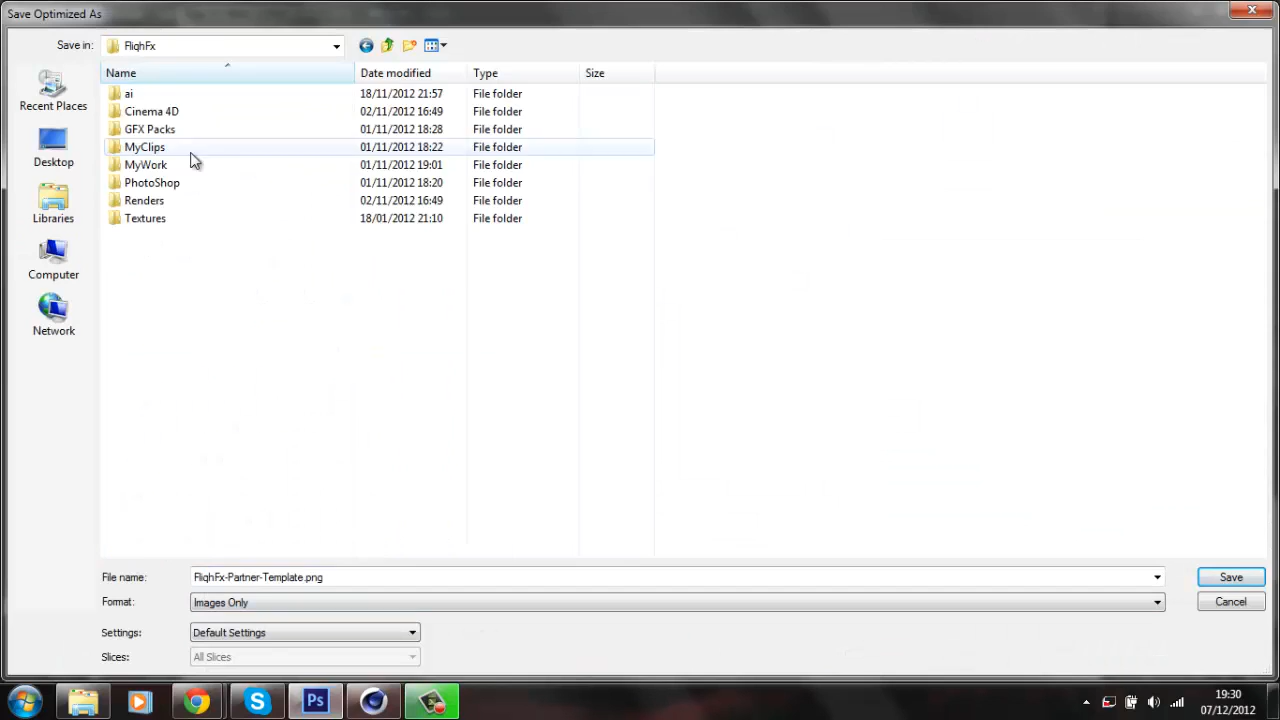 Save Optimized As
Save in: FliqhFx
Name Date modified Type Size
ai 18/11/2012 21:57 File folder
Cinema 4D 02/11/2012 16:49 File folder
GFX Packs 01/11/2012 18:28 File folder
MyClips 01/11/2012 18:22 File folder
MyWork 01/11/2012 19:01 File folder
PhotoShop 01/11/2012 18:20 File folder
Renders 02/11/2012 16:49 File folder
Textures 18/01/2012 21:10 File folder
Recent Places
Desktop
Libraries
Computer
Network
File name: FliqhFx-Partner-Template.png Save
Format: Images Only Cancel
Settings: Default Settings
Slices: All Slices
Ps
19:30
07/12/2012